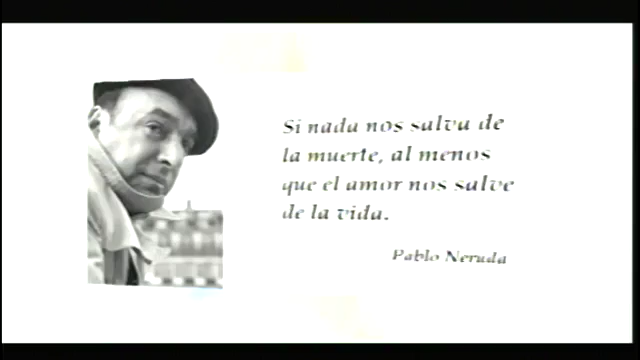 Si nada nos salva de
la muerte, al menos
que el amor nos salve
de la vida.
Pablo Neruda